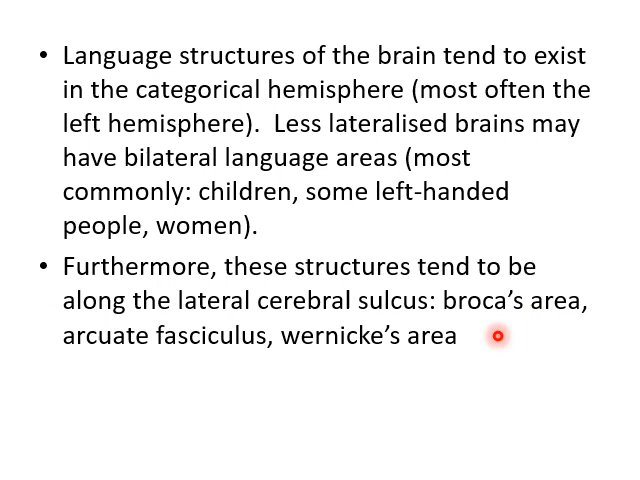 • Language structures of the brain tend to exist
in the categorical hemisphere (most often the
left hemisphere).  Less lateralised brains may
have bilateral language areas (most
commonly: children, some left-handed
people, women).
• Furthermore, these structures tend to be
along the lateral cerebral sulcus: broca’s area,
arcuate fasciculus, wernicke’s area